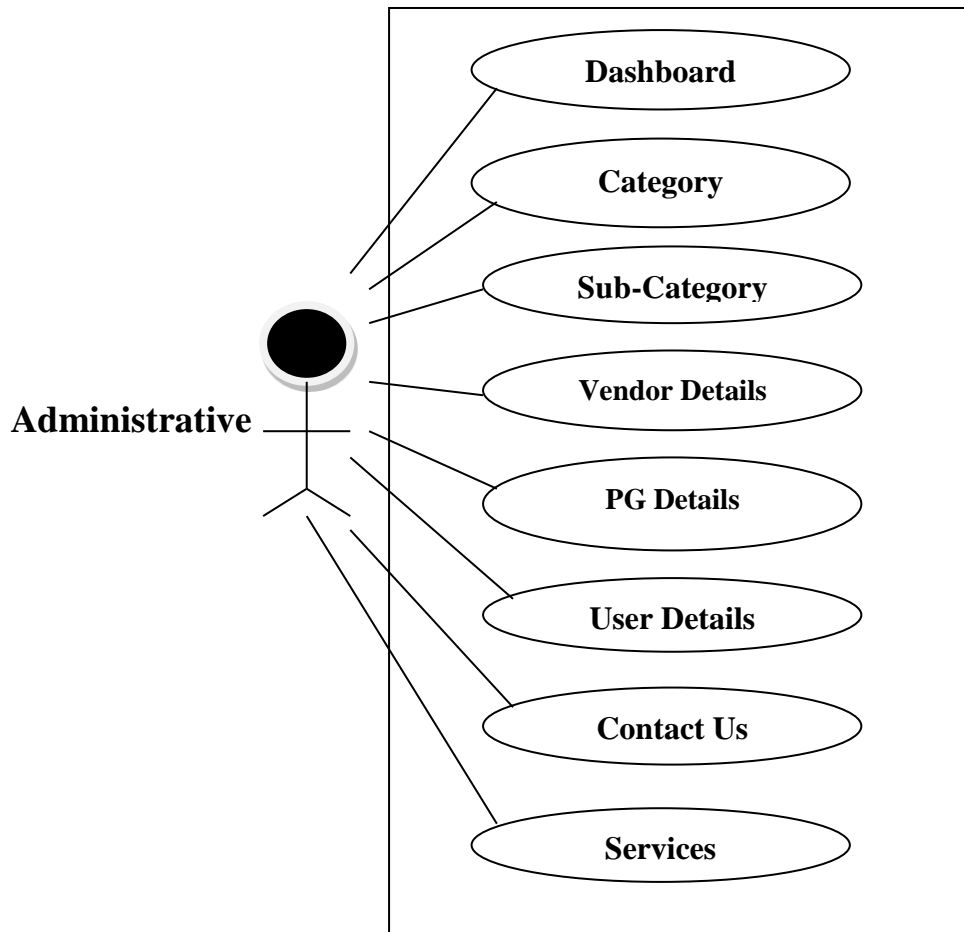 Dashboard
Category
Sub-Category
Vendor Details
Administrative
PG Details
User Details
Contact Us
Services